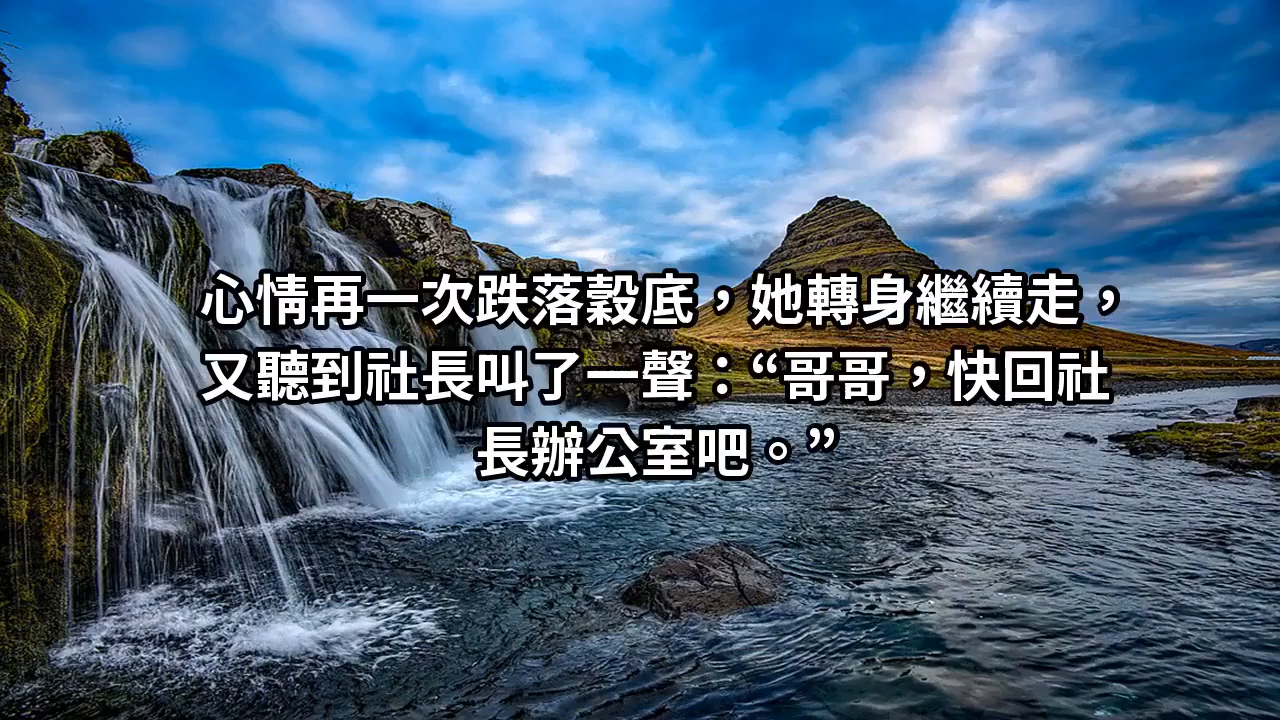 心情再一次跌落穀底，她轉身繼續走，
又聽到社長叫了一聲：“哥哥，快回社
長辦公室吧。”